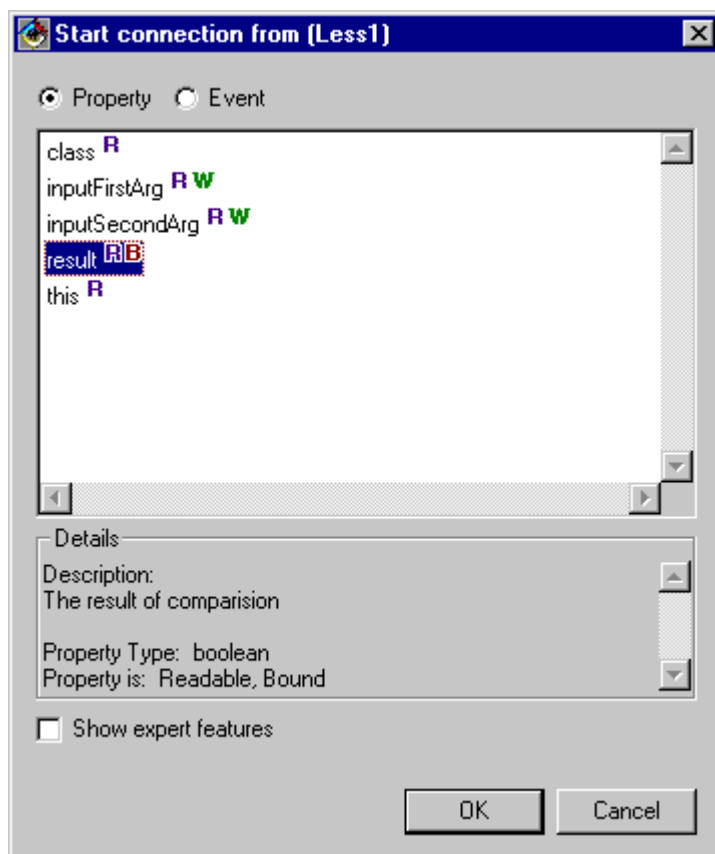 Start connection from (Less1)
Property Event
class R
inputFirstArg R W
inputSecondArg R W
result R B
this R
Details
Description:
The result of comparision
Property Type: boolean
Property is: Readable, Bound
Show expert features
OK Cancel